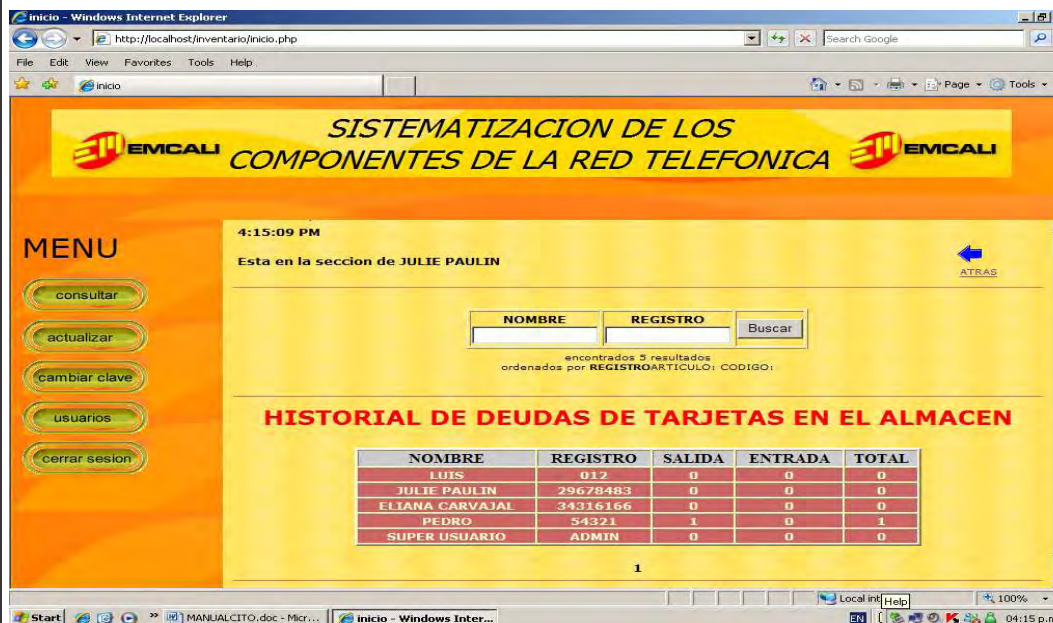 inicio - Windows Internet Explorer
http://localhost/inventario/inicio.php
Search Google
File Edit View Favorites Tools Help
inicio
Page Tools
EMCALI
SISTEMATIZACION DE LOS
COMPONENTES DE LA RED TELEFONICA
EMCALI
MENU
consultar
actualizar
cambiar clave
usuarios
cerrar sesion
4:15:09 PM
Esta en la seccion de JULIE PAULIN
ATRAS
NOMBRE REGISTRO
Buscar
encontrados 5 resultados
ordenados por REGISTROARTICULO: CODIGO:
HISTORIAL DE DEUDAS DE TARJETAS EN EL ALMACEN
NOMBRE REGISTRO SALIDA ENTRADA TOTAL
LUIS 012 0 0 0
JULIE PAULIN 29678483 0 0 0
ELIANA CARVAJAL 34316166 0 0 0
PEDRO 54321 1 0 1
SUPER USUARIO ADMIN 0 0 0
1
Local int
Help
100%
Start
MANUALCITO.doc - Micr...
inicio - Windows Inter...
EN
04:15 p.m